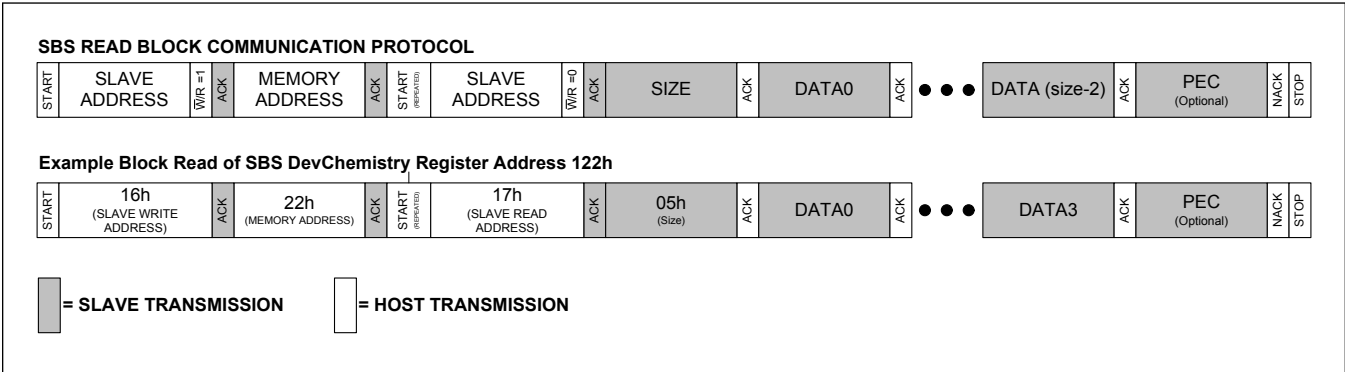 SBS READ BLOCK COMMUNICATION PROTOCOL
START SLAVE ADDRESS W̅/R =1 ACK MEMORY ADDRESS ACK START (REPEATED) SLAVE ADDRESS W̅/R =0 ACK SIZE ACK DATA0 ACK ● ● ● DATA (size-2) ACK PEC (Optional) NACK STOP
Example Block Read of SBS DevChemistry Register Address 122h
START 16h (SLAVE WRITE ADDRESS) ACK 22h (MEMORY ADDRESS) ACK START (REPEATED) 17h (SLAVE READ ADDRESS) ACK 05h (Size) ACK DATA0 ACK ● ● ● DATA3 ACK PEC (Optional) NACK STOP
= SLAVE TRANSMISSION = HOST TRANSMISSION